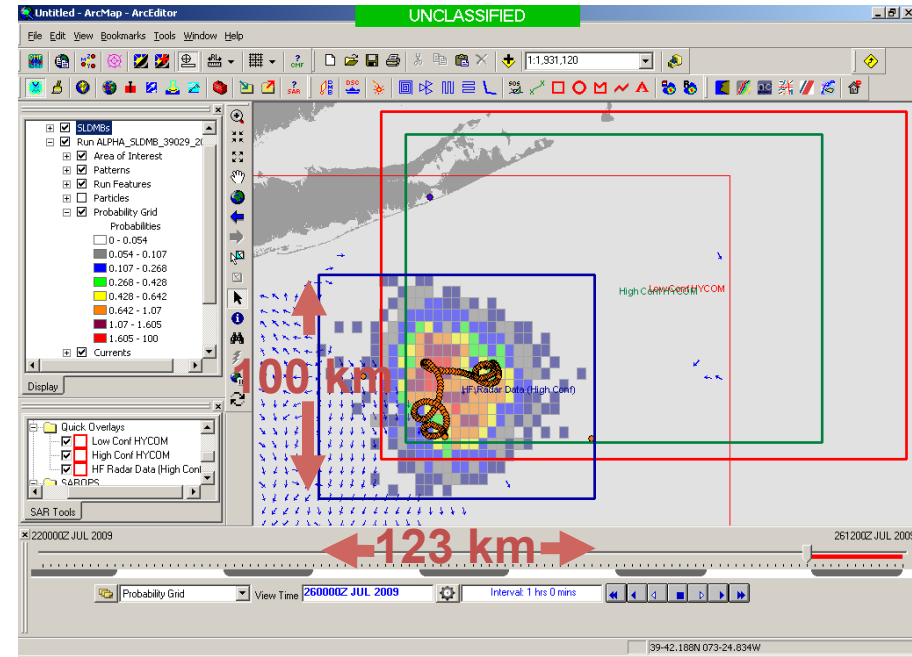 Untitled - ArcMap - ArcEditor
UNCLASSIFIED
File Edit View Bookmarks Tools Window Help
1:1,931,120
SLDMBs
Run ALPHA_SLDMB_39029_20
Area of Interest
Patterns
Run Features
Particles
Probability Grid
Probabilities
0 - 0.054
0.054 - 0.107
0.107 - 0.268
0.268 - 0.428
0.428 - 0.642
0.642 - 1.07
1.07 - 1.605
1.605 - 100
Currents
Display
Quick Overlays
Low Conf HYCOM
High Conf HYCOM
HF Radar Data (High Conf
SAROPS
SAR Tools
High Conf HYCOM
Low Conf HYCOM
HF Radar Data (High Conf)
100 km
123 km
220000Z JUL 2009
261200Z JUL 2009
Probability Grid
View Time
260000Z JUL 2009
Interval: 1 hrs 0 mins
39-42.188N 073-24.834W